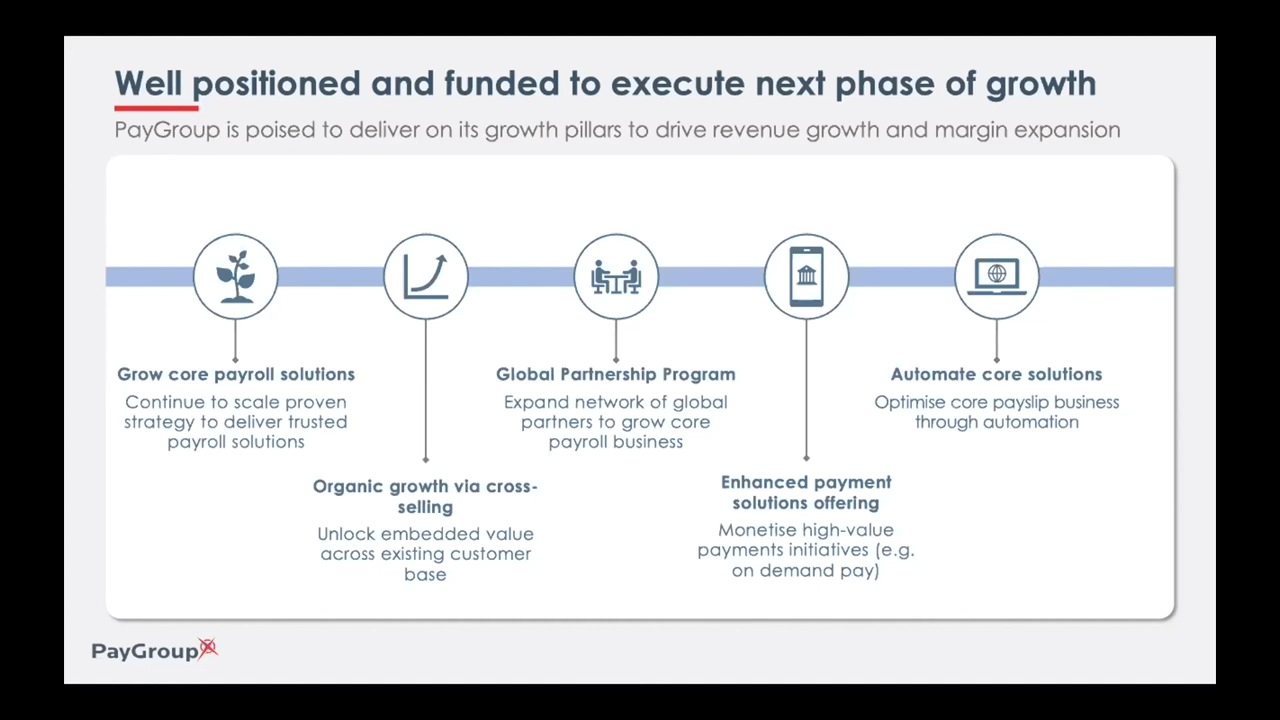 Well positioned and funded to execute next phase of growth
PayGroup is poised to deliver on its growth pillars to drive revenue growth and margin expansion
Grow core payroll solutions
Continue to scale proven
strategy to deliver trusted
payroll solutions
Organic growth via cross-
selling
Unlock embedded value
across existing customer
base
Global Partnership Program
Expand network of global
partners to grow core
payroll business
Enhanced payment
solutions offering
Monetise high-value
payments initiatives (e.g.
on demand pay)
Automate core solutions
Optimise core payslip business
through automation
PayGroup